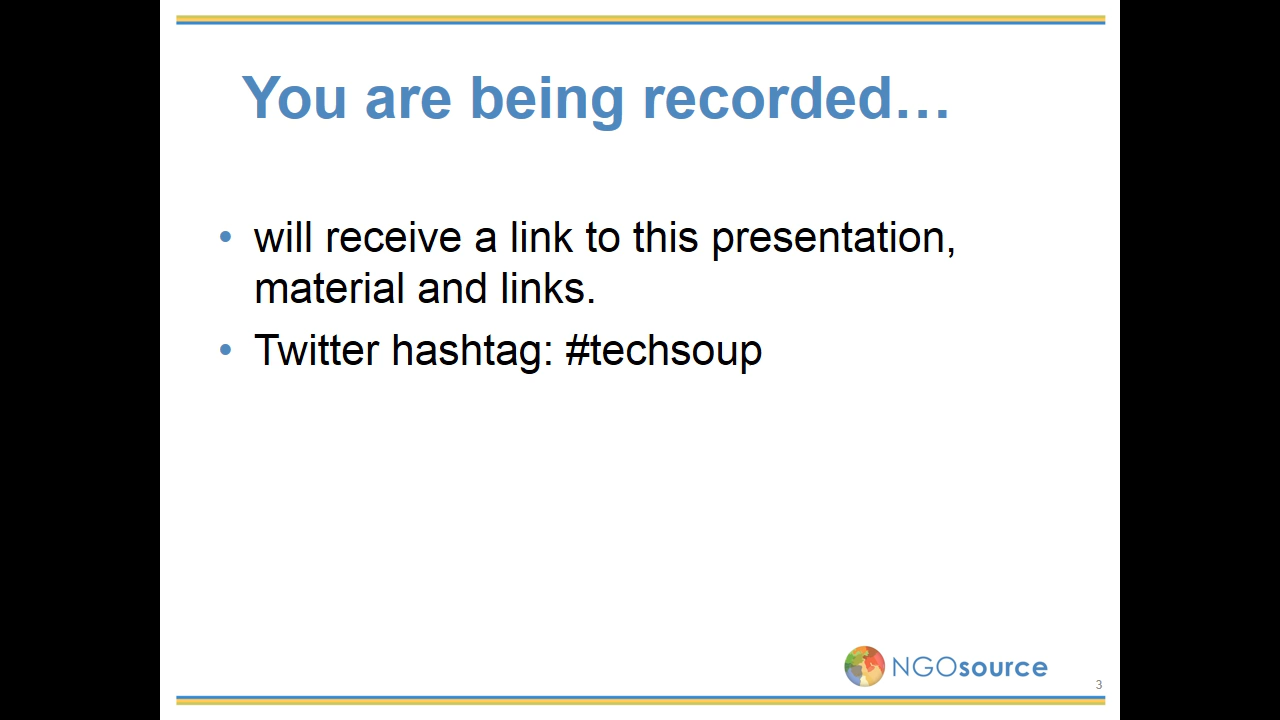 You are being recorded…
• will receive a link to this presentation,
material and links.
• Twitter hashtag: #techsoup
NGOsource
3